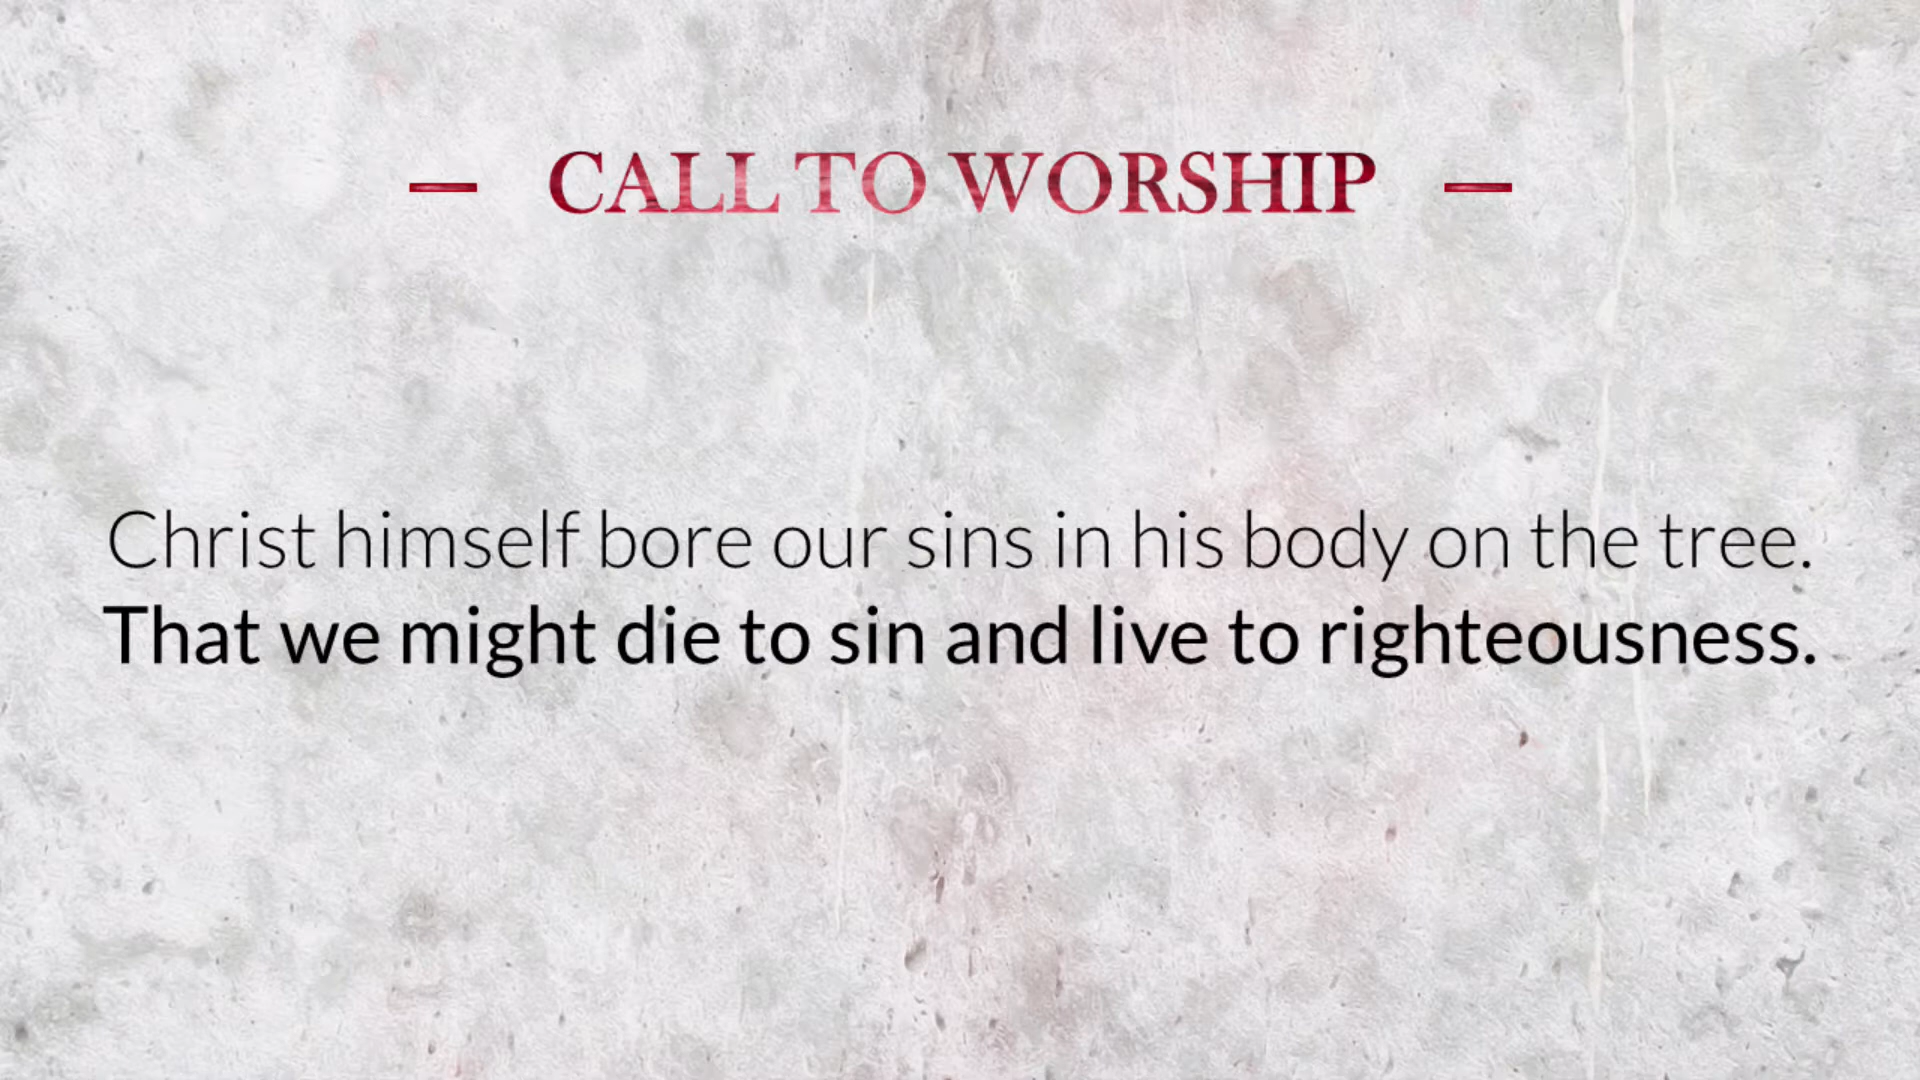 — CALL TO WORSHIP —
Christ himself bore our sins in his body on the tree.
That we might die to sin and live to righteousness.